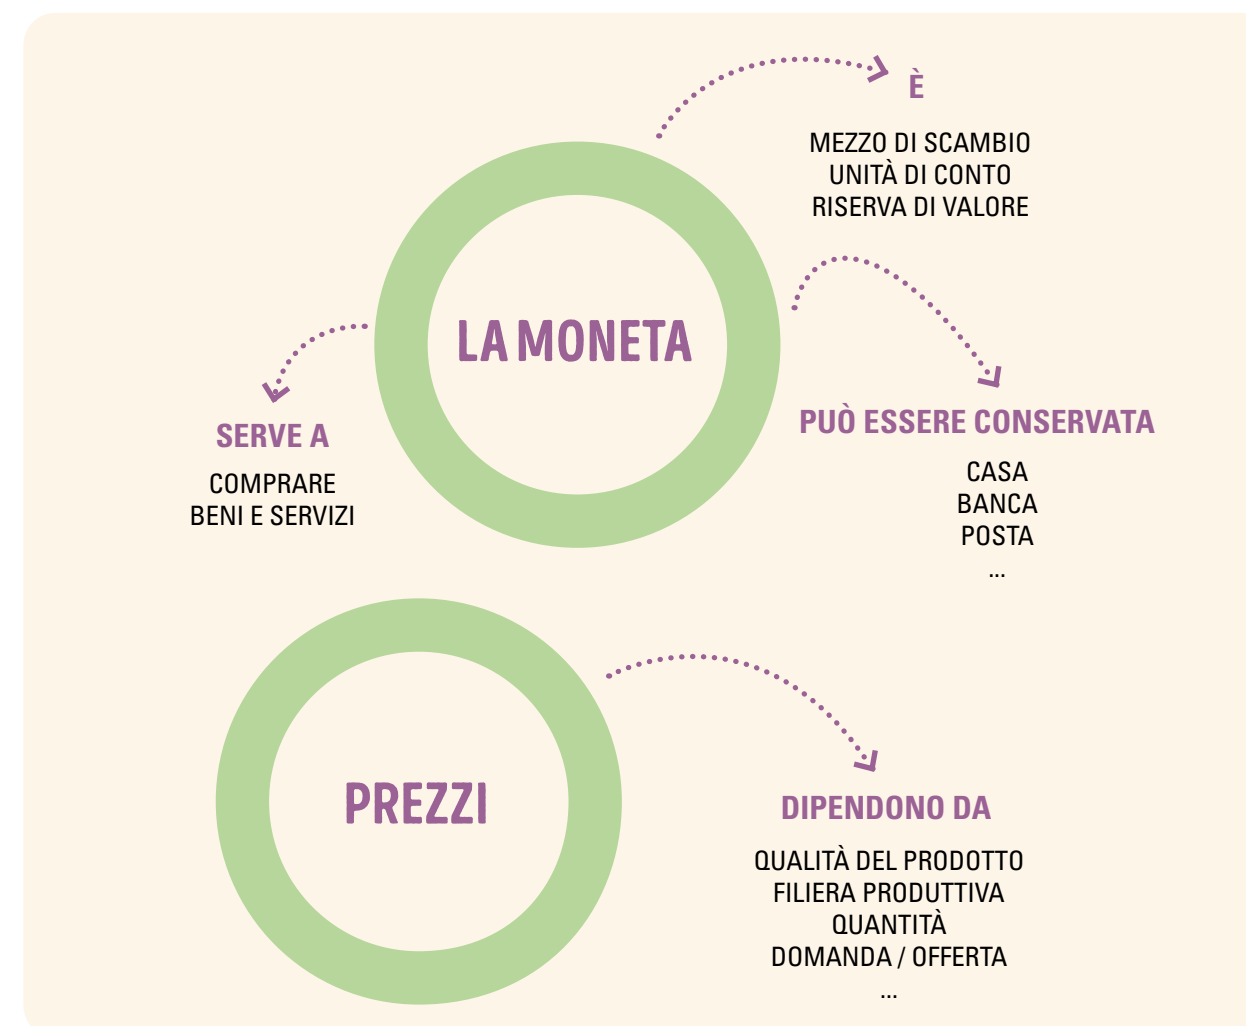 È
MEZZO DI SCAMBIO
UNITÀ DI CONTO
RISERVA DI VALORE
LA MONETA
SERVE A
COMPRARE
BENI E SERVIZI
PUÒ ESSERE CONSERVATA
CASA
BANCA
POSTA
...
PREZZI
DIPENDONO DA
QUALITÀ DEL PRODOTTO
FILIERA PRODUTTIVA
QUANTITÀ
DOMANDA / OFFERTA
...